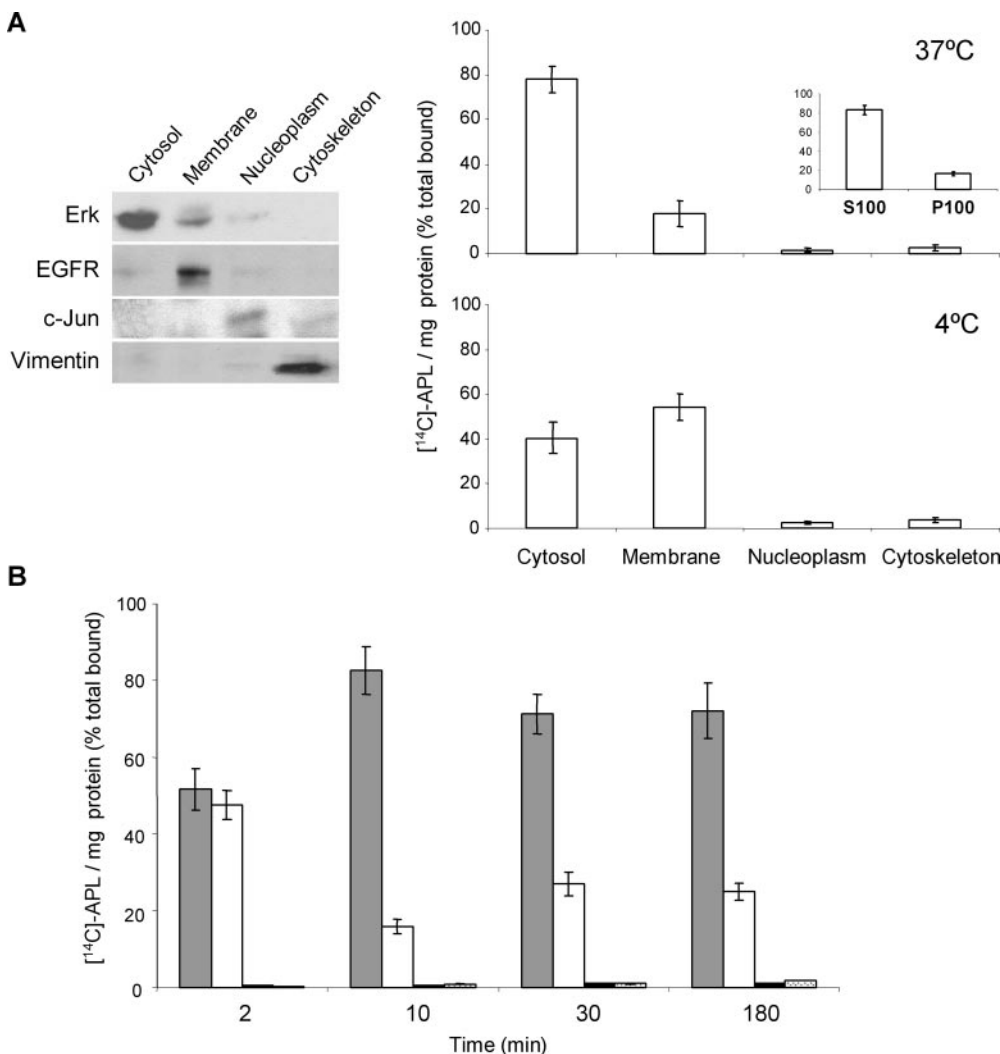 A
Cytosol
Membrane
Nucleoplasm
Cytoskeleton
Erk
EGFR
c-Jun
Vimentin
[¹⁴C]-APL / mg protein (% total bound)
37ºC
80
60
40
20
0
100
80
60
40
20
0
S100 P100
4ºC
80
60
40
20
0
Cytosol Membrane Nucleoplasm Cytoskeleton
B
[¹⁴C]-APL / mg protein (% total bound)
100
80
60
40
20
0
2 10 30 180
Time (min)